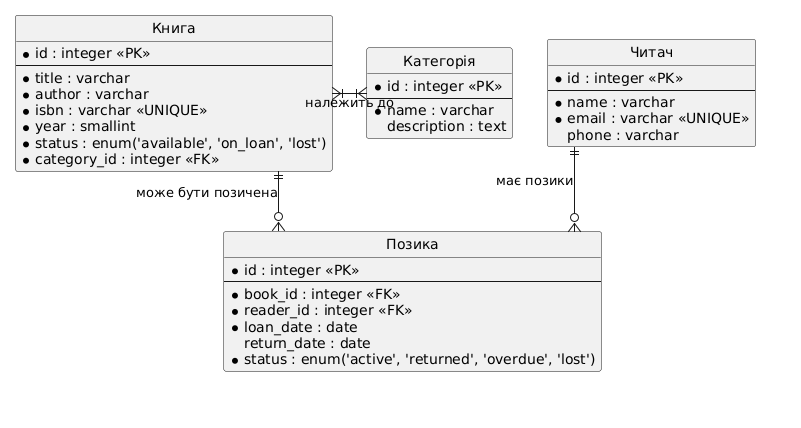 Книга
id : integer «PK»
title : varchar
author : varchar
isbn : varchar «UNIQUE»
year : smallint
status : enum('available', 'on_loan', 'lost')
category_id : integer «FK»
належить до
Категорія
id : integer «PK»
name : varchar
description : text
Читач
id : integer «PK»
name : varchar
email : varchar «UNIQUE»
phone : varchar
може бути позичена
має позики
Позика
id : integer «PK»
book_id : integer «FK»
reader_id : integer «FK»
loan_date : date
return_date : date
status : enum('active', 'returned', 'overdue', 'lost')